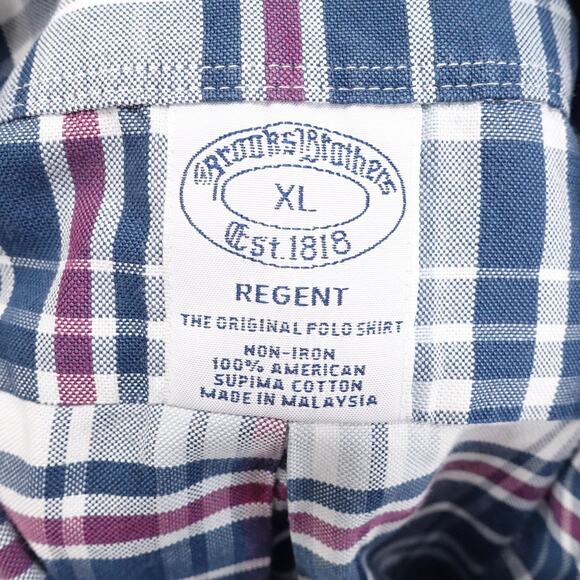 Brooks Brothers
XL
Est. 1818
REGENT
THE ORIGINAL POLO SHIRT
NON-IRON
100% AMERICAN
SUPIMA COTTON
MADE IN MALAYSIA